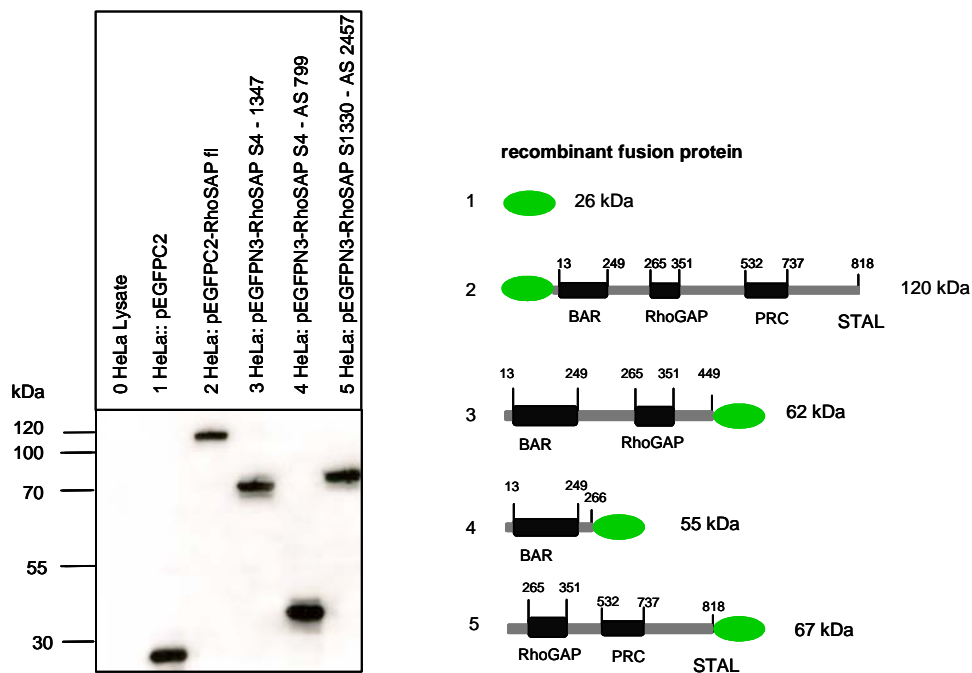 0 HeLa Lysate
1 HeLa:: pEGFPC2
2 HeLa: pEGFPC2-RhoSAP fl
3 HeLa: pEGFPN3-RhoSAP S4 - 1347
4 HeLa: pEGFPN3-RhoSAP S4 - AS 799
5 HeLa: pEGFPN3-RhoSAP S1330 - AS 2457
kDa
120
100
70
55
30
recombinant fusion protein
1 26 kDa
13 249 265 351 532 737 818
2 120 kDa
BAR RhoGAP PRC STAL
13 249 265 351 449
3 62 kDa
BAR RhoGAP
13 249 266
4 55 kDa
BAR
265 351 532 737 818
5 67 kDa
RhoGAP PRC STAL